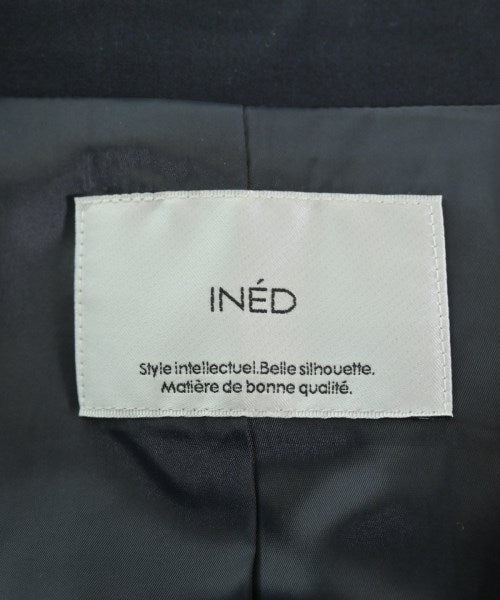 INÉD
Style intellectuel.Belle silhouette.
Matière de bonne qualité.